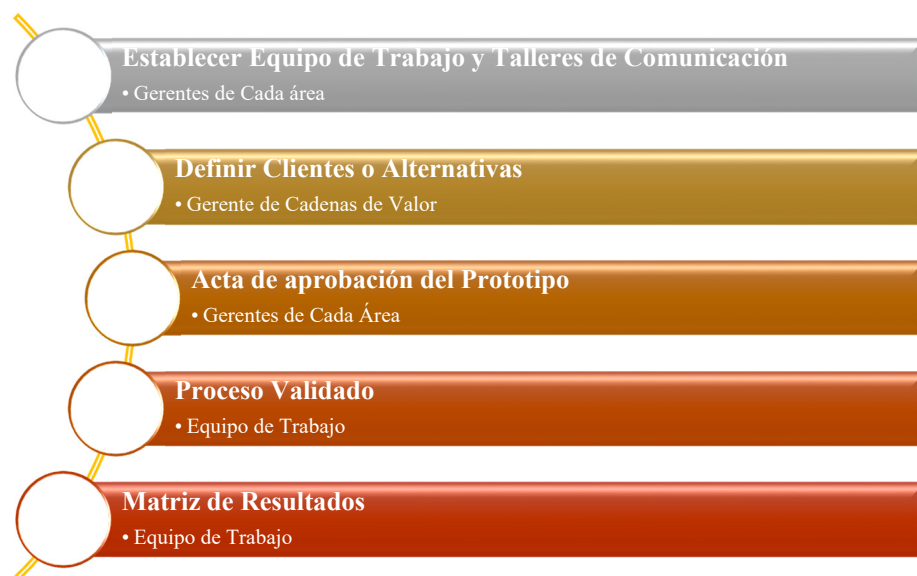 Establecer Equipo de Trabajo y Talleres de Comunicación
• Gerentes de Cada área
Definir Clientes o Alternativas
• Gerente de Cadenas de Valor
Acta de aprobación del Prototipo
• Gerentes de Cada Área
Proceso Validado
• Equipo de Trabajo
Matriz de Resultados
• Equipo de Trabajo